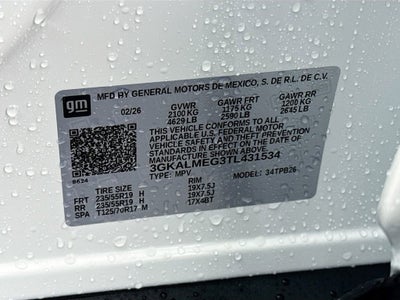 gm
MFD BY GENERAL MOTORS DE MEXICO, S. DE R.L. DE C.V.
02/26 GVWR GAWR FRT GAWR RR
2100 KG 1175 KG 1200 KG
4629 LB 2590 LB 2645 LB
THIS VEHICLE CONFORMS TO ALL
APPLICABLE U.S. FEDERAL MOTOR
VEHICLE SAFETY AND THEFT PREVENTION
STANDARDS IN EFFECT ON THE DATE OF
MANUFACTURE SHOWN ABOVE.
3GKALMEG3TL431534
TYPE: MPV MODEL: 34TPB26
TIRE SIZE RIM
FRT 235/55R19 H 19X7.5J
RR 235/55R19 H 19X7.5J
SPA T125/70R17 M 17X4BT